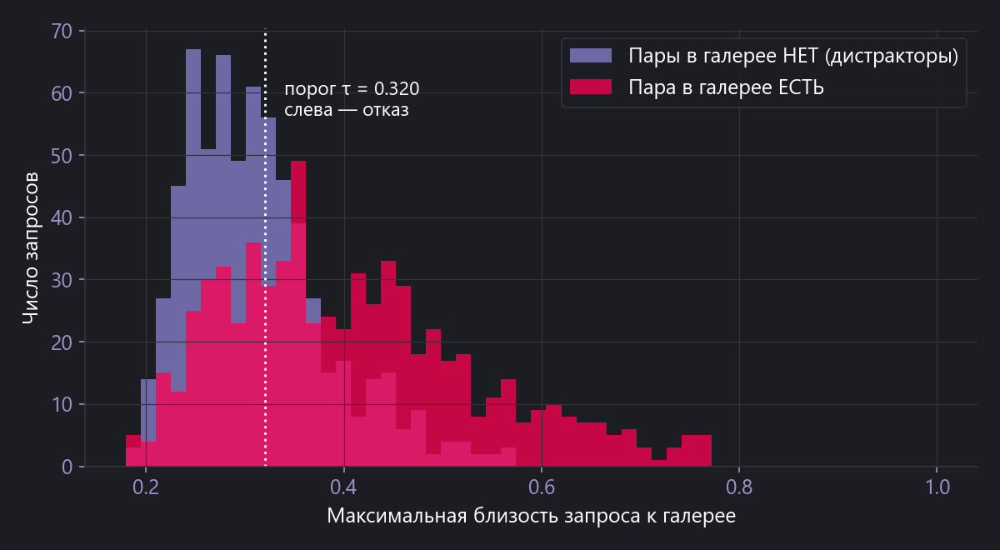 70
60
50
40
30
20
10
0
Число запросов
порог τ = 0.320
слева — отказ
Пары в галерее НЕТ (дистракторы)
Пара в галерее ЕСТЬ
0.2
0.4
0.6
0.8
1.0
Максимальная близость запроса к галерее